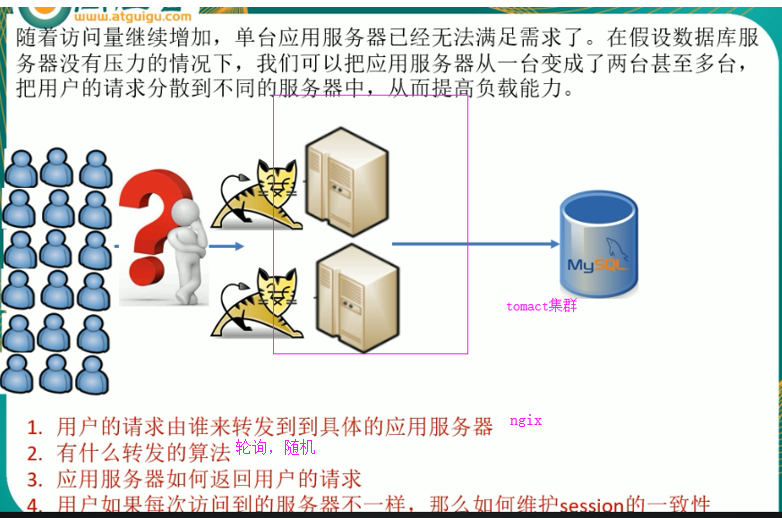 www.atguigu.com
随着访问量继续增加，单台应用服务器已经无法满足需求了。在假设数据库服
务器没有压力的情况下，我们可以把应用服务器从一台变成了两台甚至多台，
把用户的请求分散到不同的服务器中，从而提高负载能力。
MySQL
tomact集群
1. 用户的请求由谁来转发到到具体的应用服务器 ngix
2. 有什么转发的算法 轮询，随机
3. 应用服务器如何返回用户的请求
4. 用户如果每次访问到的服务器不一样，那么如何维护session的一致性